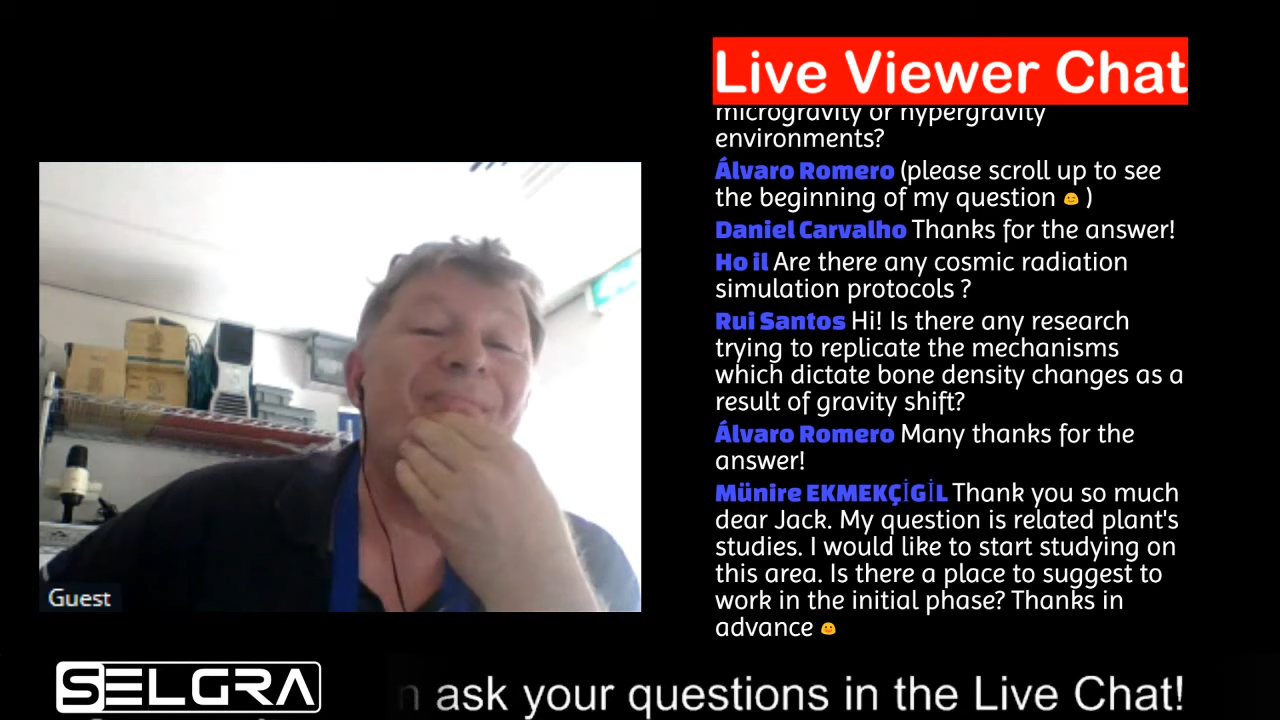 Live Viewer Chat
microgravity or hypergravity
environments?
Álvaro Romero (please scroll up to see
the beginning of my question )
Daniel Carvalho Thanks for the answer!
Ho il Are there any cosmic radiation
simulation protocols ?
Rui Santos Hi! Is there any research
trying to replicate the mechanisms
which dictate bone density changes as a
result of gravity shift?
Álvaro Romero Many thanks for the
answer!
Münire EKMEKÇİGİL Thank you so much
dear Jack. My question is related plant's
studies. I would like to start studying on
this area. Is there a place to suggest to
work in the initial phase? Thanks in
advance
Guest
SELGRA
n ask your questions in the Live Chat!